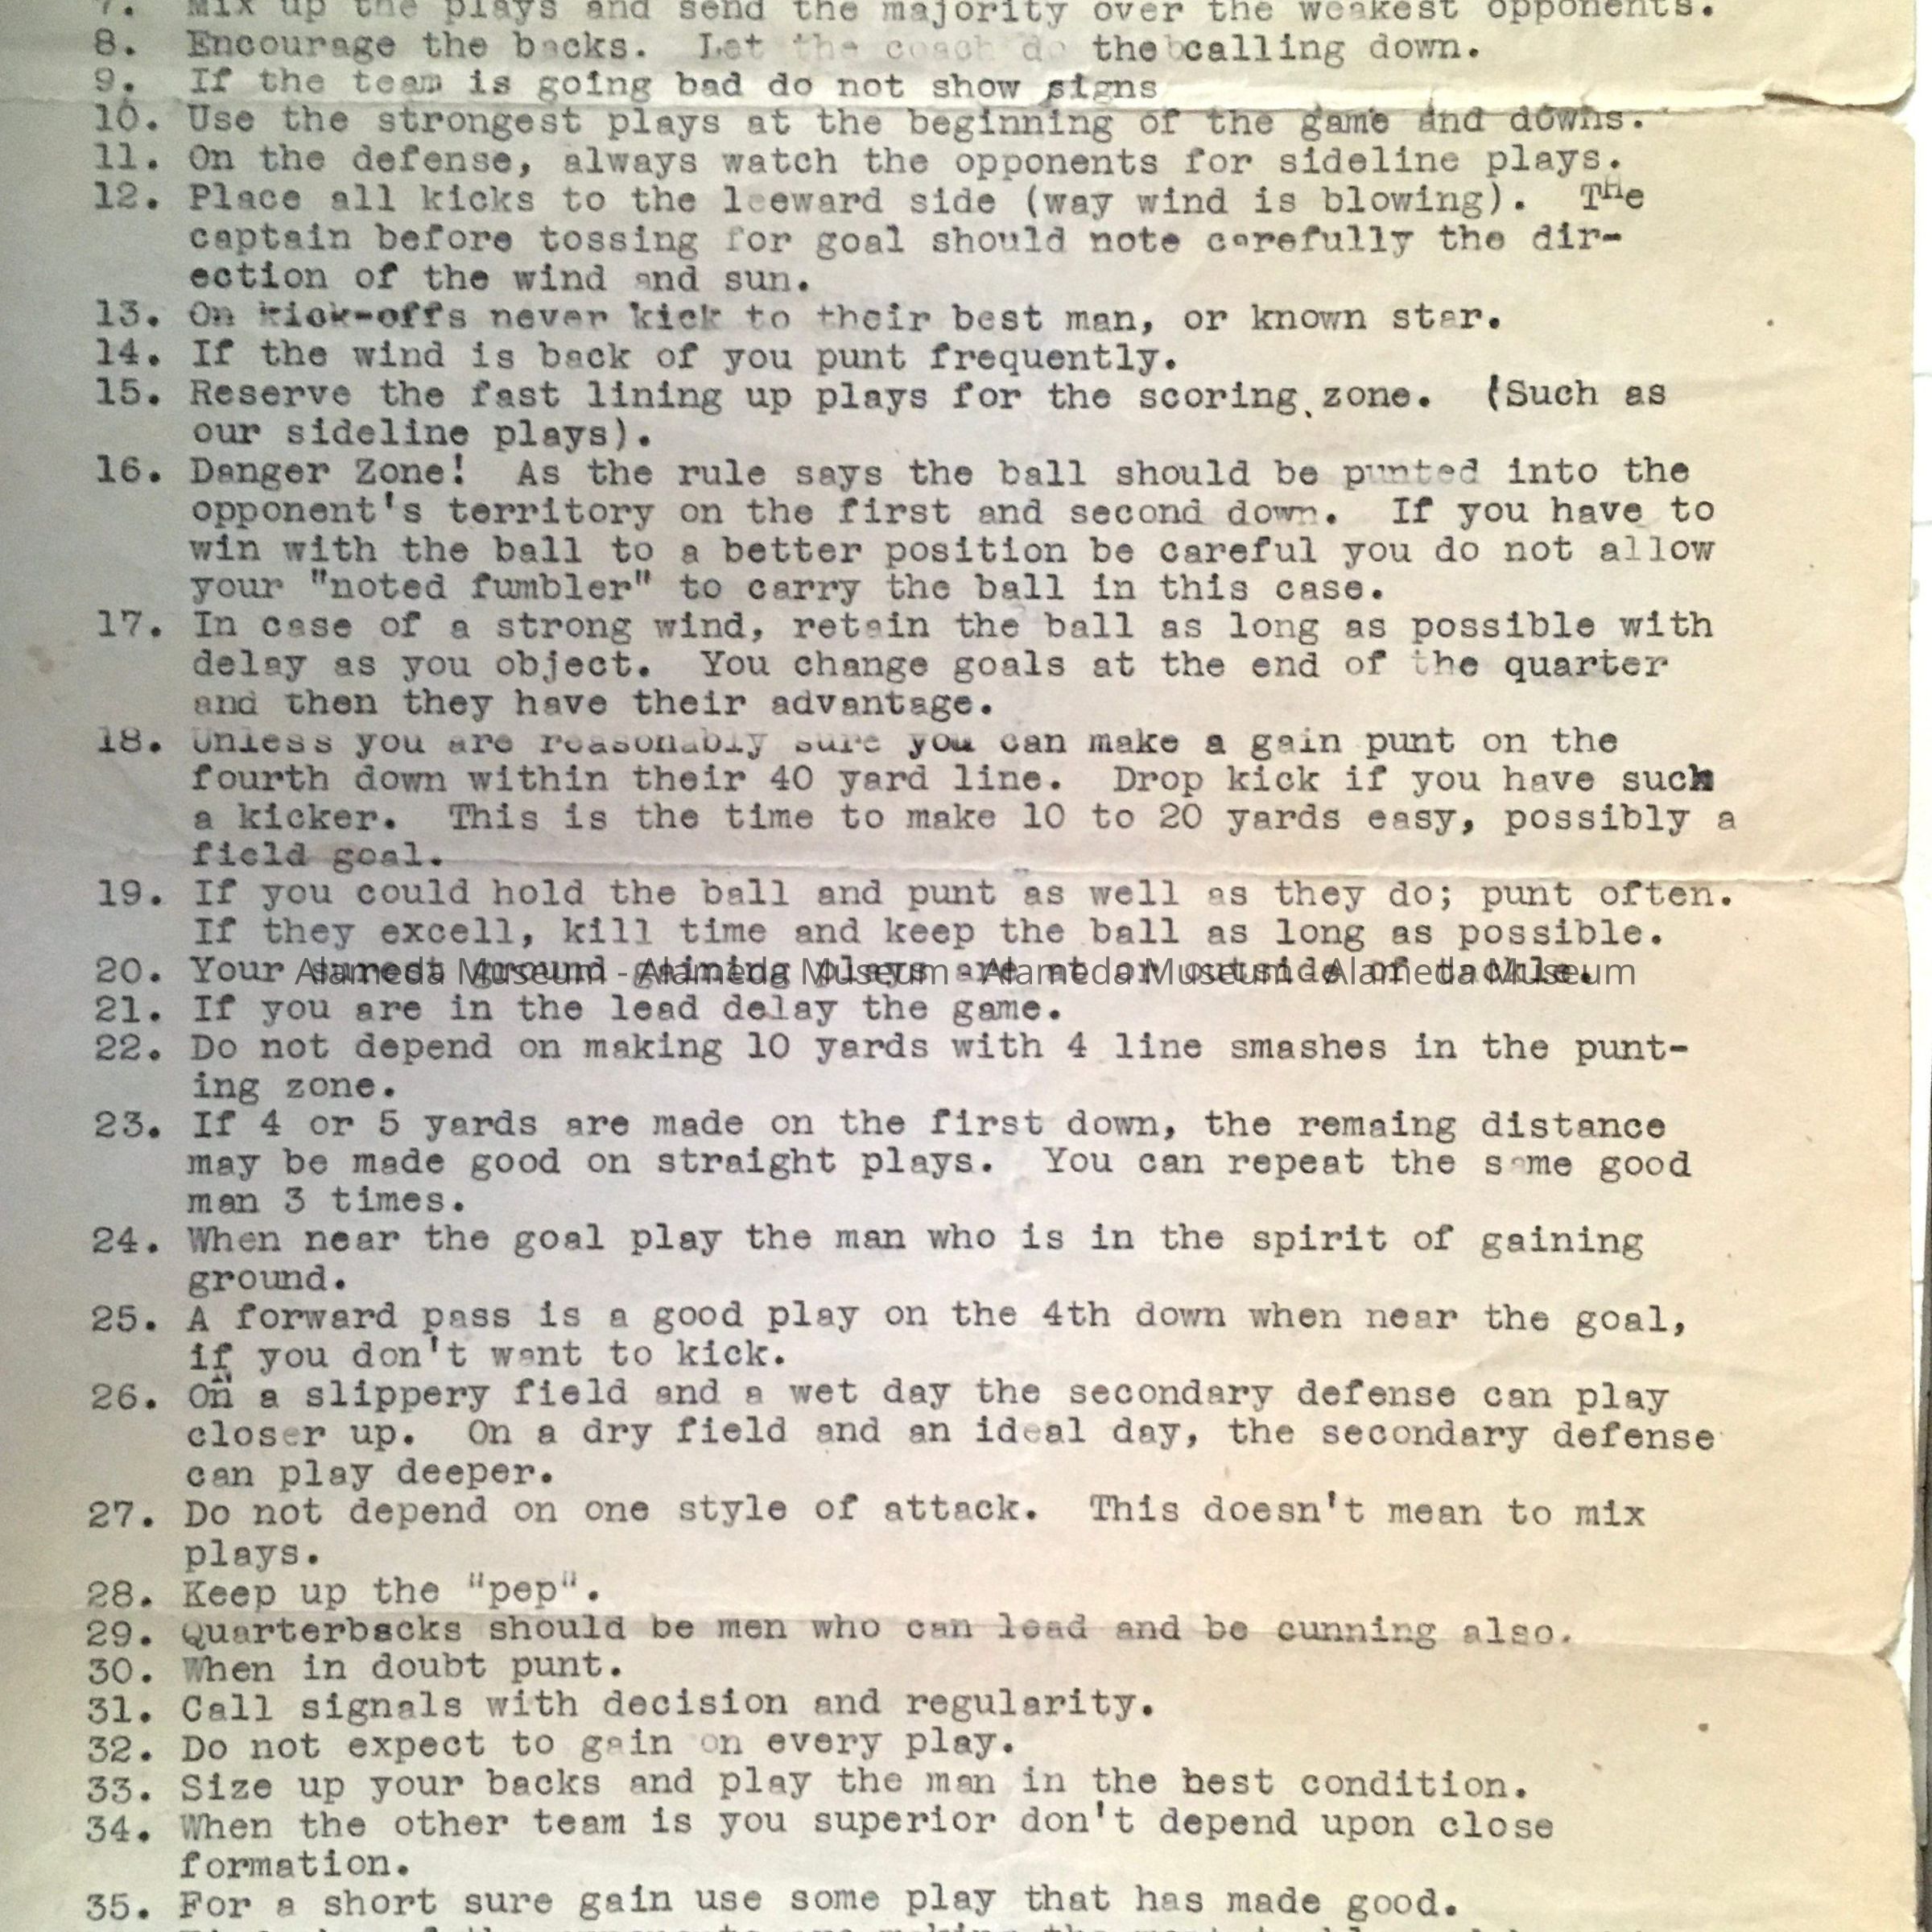 7. Mix up the plays and send the majority over the weakest opponents.
8. Encourage the backs. Let the coach do the calling down.
9. If the team is going bad do not show signs
10. Use the strongest plays at the beginning of the game and downs.
11. On the defense, always watch the opponents for sideline plays.
12. Place all kicks to the leeward side (way wind is blowing). THe
captain before tossing for goal should note carefully the dir-
ection of the wind and sun.
13. On kick-offs never kick to their best man, or known star.
14. If the wind is back of you punt frequently.
15. Reserve the fast lining up plays for the scoring zone. (Such as
our sideline plays).
16. Danger Zone! As the rule says the ball should be punted into the
opponent's territory on the first and second down. If you have to
win with the ball to a better position be careful you do not allow
your "noted fumbler" to carry the ball in this case.
17. In case of a strong wind, retain the ball as long as possible with
delay as you object. You change goals at the end of the quarter
and then they have their advantage.
18. Unless you are reasonably sure you can make a gain punt on the
fourth down within their 40 yard line. Drop kick if you have such
a kicker. This is the time to make 10 to 20 yards easy, possibly a
field goal.
19. If you could hold the ball and punt as well as they do; punt often.
If they excell, kill time and keep the ball as long as possible.
20. Your surest ground gaining plays are at or outside of tackle.
Alameda Museum - Alameda Museum - Alameda Museum - Alameda Museum
21. If you are in the lead delay the game.
22. Do not depend on making 10 yards with 4 line smashes in the punt-
ing zone.
23. If 4 or 5 yards are made on the first down, the remaing distance
may be made good on straight plays. You can repeat the same good
man 3 times.
24. When near the goal play the man who is in the spirit of gaining
ground.
25. A forward pass is a good play on the 4th down when near the goal,
if you don't want to kick.
26. On a slippery field and a wet day the secondary defense can play
closer up. On a dry field and an ideal day, the secondary defense
can play deeper.
27. Do not depend on one style of attack. This doesn't mean to mix
plays.
28. Keep up the "pep".
29. Quarterbacks should be men who can lead and be cunning also.
30. When in doubt punt.
31. Call signals with decision and regularity.
32. Do not expect to gain on every play.
33. Size up your backs and play the man in the best condition.
34. When the other team is you superior don't depend upon close
formation.
35. For a short sure gain use some play that has made good.